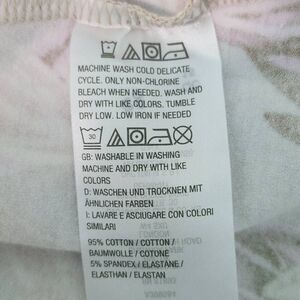 MACHINE WASH COLD DELICATE
CYCLE. ONLY NON-CHLORINE
BLEACH WHEN NEEDED. WASH AND
DRY WITH LIKE COLORS. TUMBLE
DRY LOW. LOW IRON IF NEEDED
30
GB: WASHABLE IN WASHING
MACHINE AND DRY WITH LIKE
COLORS
D: WASCHEN UND TROCKNEN MIT
ÄHNLICHEN FARBEN
I: LAVARE E ASCIUGARE CON COLORI
SIMILARI
95% COTTON / COTTON /
BAUMWOLLE / COTONE
5% SPANDEX / ELASTANE /
ELASTHAN / ELASTAN